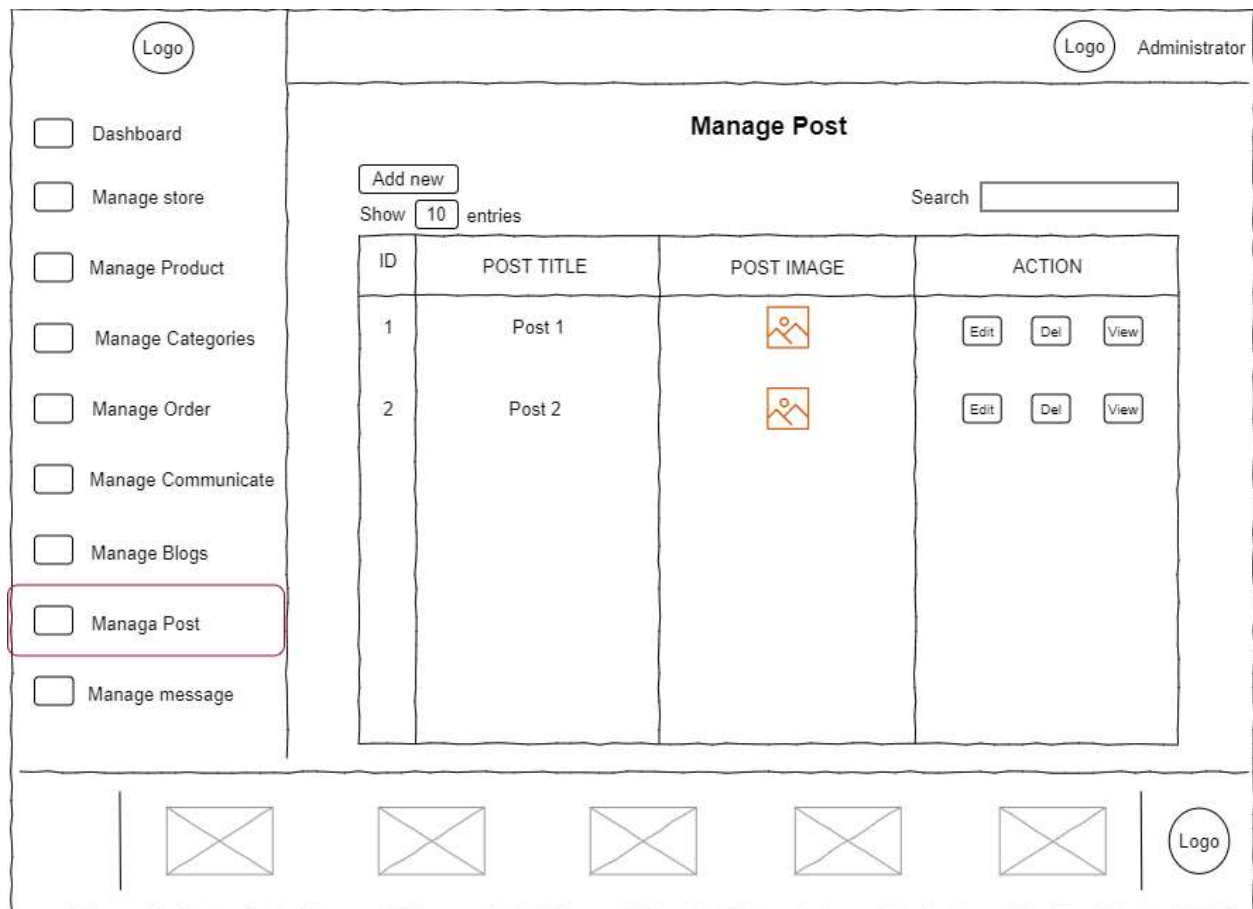 Logo
Logo
Administrator
Dashboard
Manage store
Manage Product
Manage Categories
Manage Order
Manage Communicate
Manage Blogs
Managa Post
Manage message
Manage Post
Add new
Show 10 entries
Search
ID POST TITLE POST IMAGE ACTION
1 Post 1 Edit Del View
2 Post 2 Edit Del View
Logo